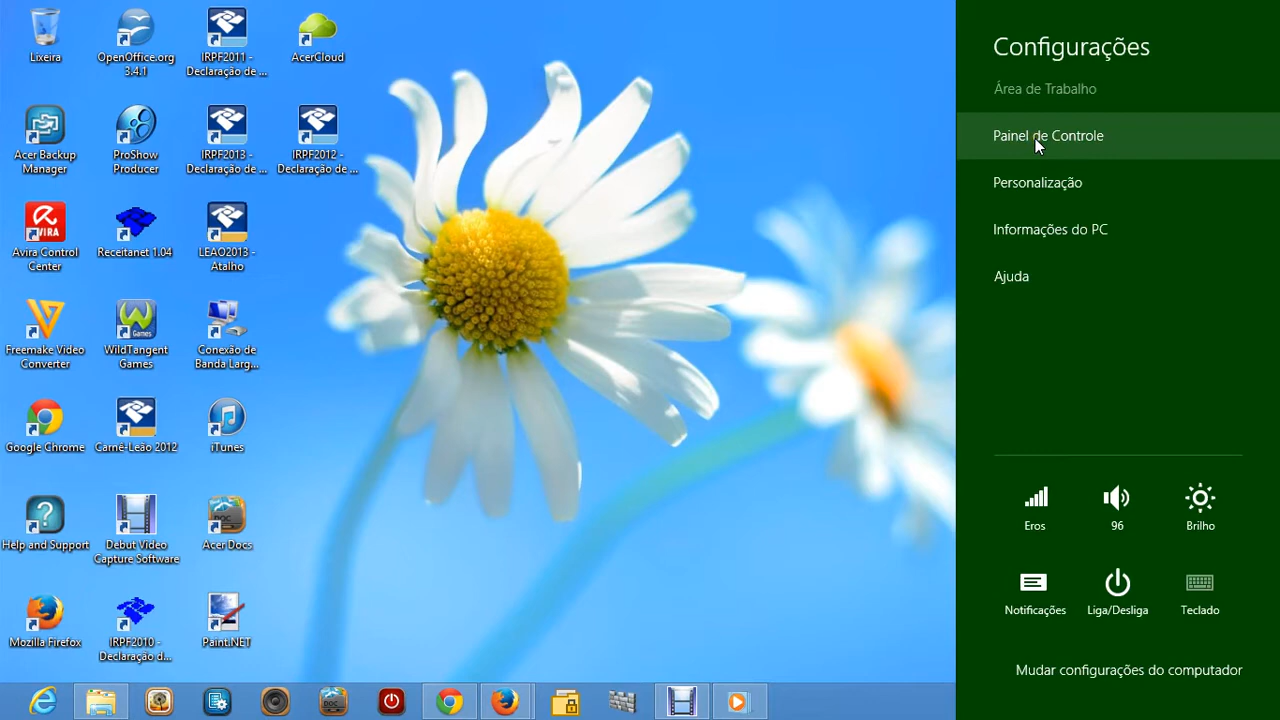 Lixeira
OpenOffice.org
3.4.1
IRPF2011 -
Declaração de ...
AcerCloud
Acer Backup
Manager
ProShow
Producer
IRPF2013 -
Declaração de ...
IRPF2012 -
Declaração de ...
AVIRA
Avira Control
Center
Receitanet 1.04
LEAO2013 -
Atalho
Freemake Video
Converter
Games
WildTangent
Games
Conexão de
Banda Larg...
Google Chrome
Carnê-Leão 2012
iTunes
Help and Support
Debut Video
Capture Software
DOC
Acer Docs
Mozilla Firefox
IRPF2010 -
Declaração d...
Paint.NET
DOC
Configurações
Área de Trabalho
Painel de Controle
Personalização
Informações do PC
Ajuda
Eros
96
Brilho
Notificações
Liga/Desliga
Teclado
Mudar configurações do computador